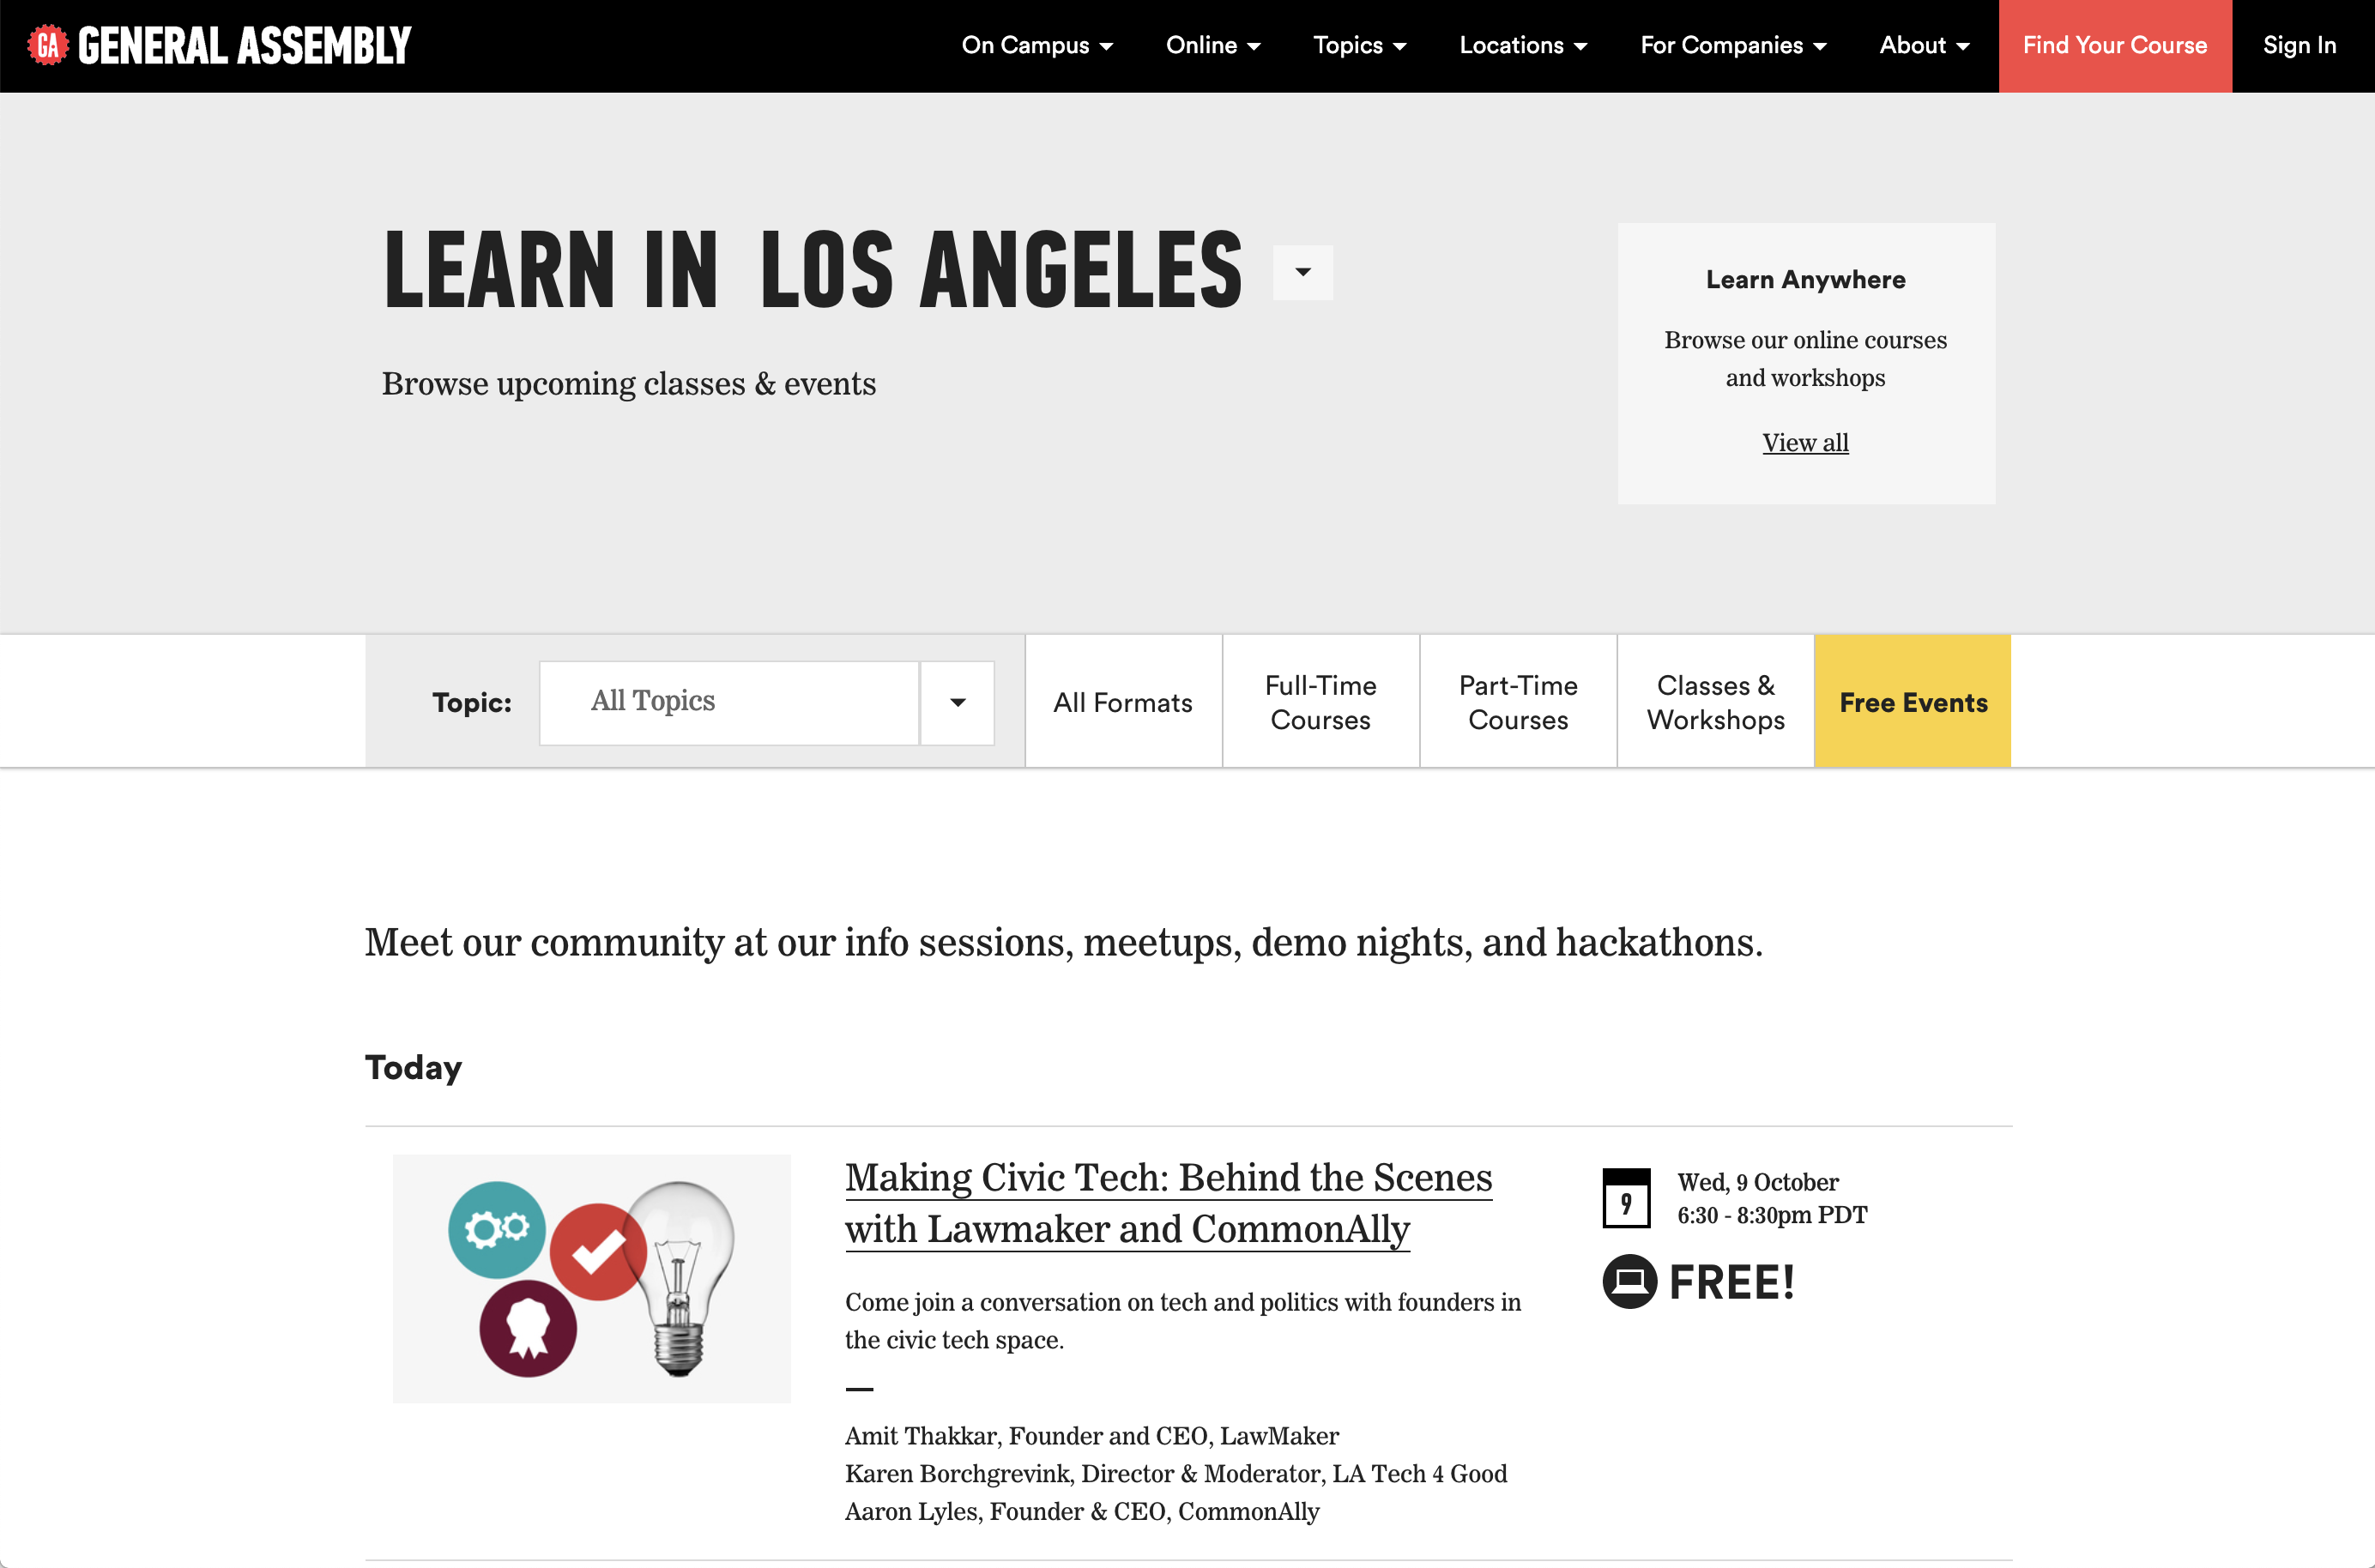 GA GENERAL ASSEMBLY
On Campus
Online
Topics
Locations
For Companies
About
Find Your Course
Sign In
LEARN IN LOS ANGELES
Browse upcoming classes & events
Learn Anywhere
Browse our online courses
and workshops
View all
Topic:
All Topics
All Formats
Full-Time
Courses
Part-Time
Courses
Classes &
Workshops
Free Events
Meet our community at our info sessions, meetups, demo nights, and hackathons.
Today
Making Civic Tech: Behind the Scenes
with Lawmaker and CommonAlly
Come join a conversation on tech and politics with founders in
the civic tech space.
—
Amit Thakkar, Founder and CEO, LawMaker
Karen Borchgrevink, Director & Moderator, LA Tech 4 Good
Aaron Lyles, Founder & CEO, CommonAlly
9
Wed, 9 October
6:30 - 8:30pm PDT
FREE!